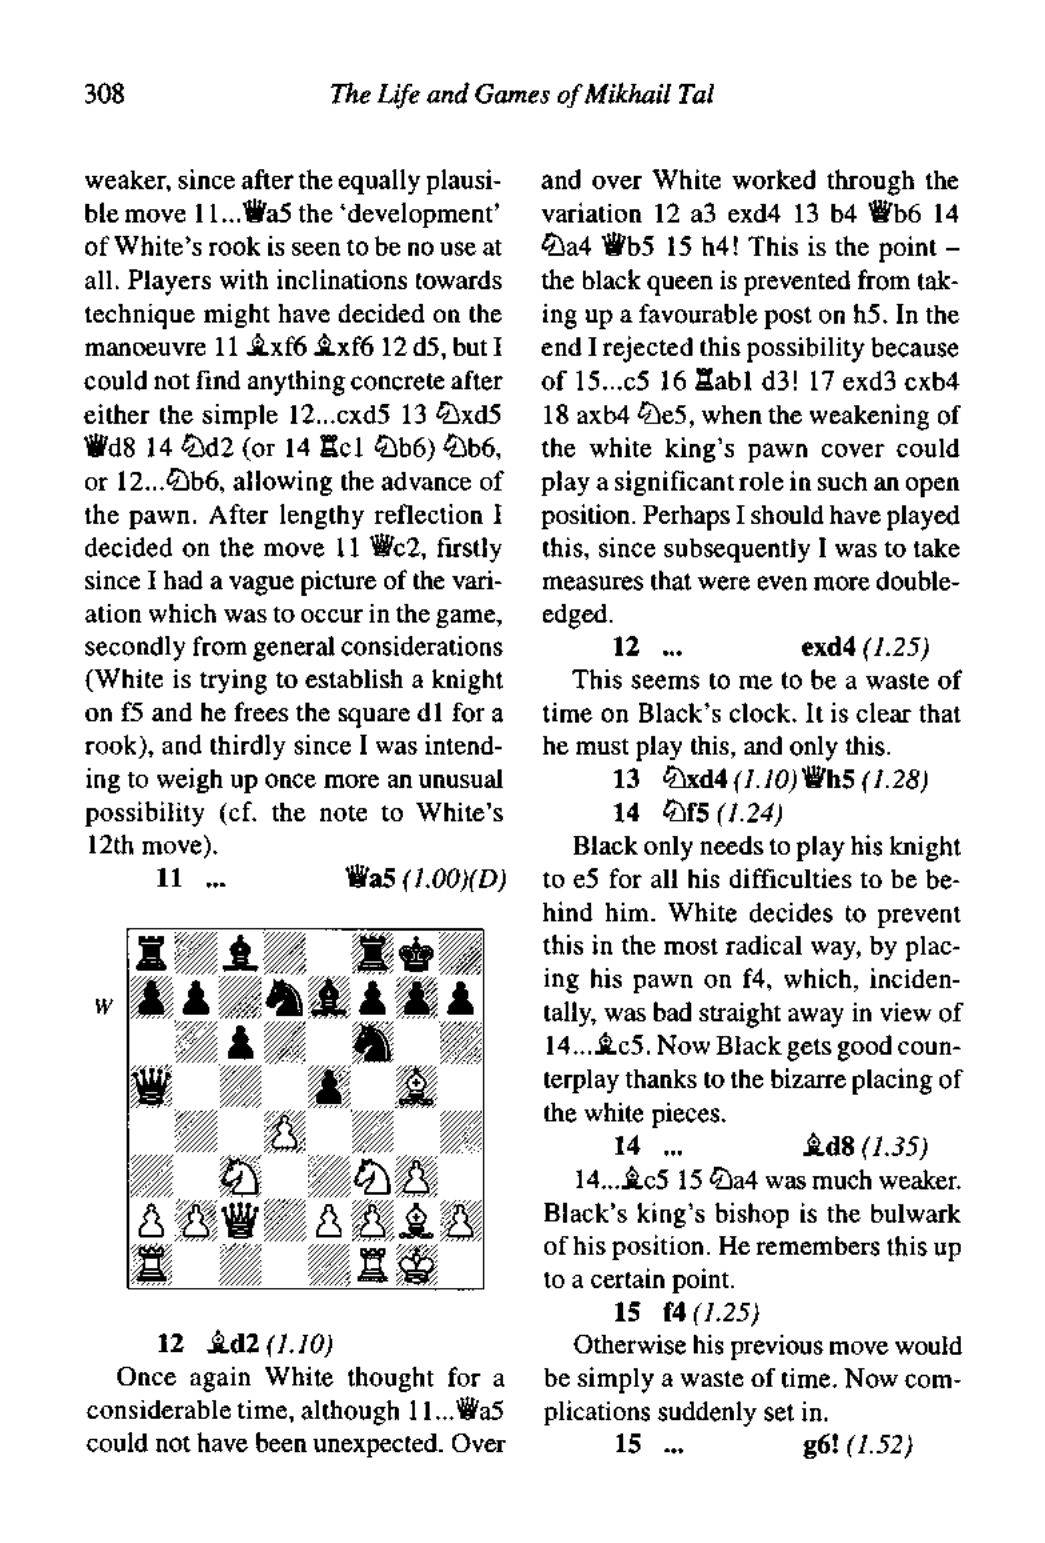 308
The Life and Games of Mikhail Tal
weaker, since after the equally plausi-
ble move 11...♕a5 the ‘development’
of White’s rook is seen to be no use at
all. Players with inclinations towards
technique might have decided on the
manoeuvre 11 ♗xf6 ♗xf6 12 d5, but I
could not find anything concrete after
either the simple 12...cxd5 13 ♘xd5
♕d8 14 ♘d2 (or 14 ♖c1 ♘b6) ♘b6,
or 12...♘b6, allowing the advance of
the pawn. After lengthy reflection I
decided on the move 11 ♕c2, firstly
since I had a vague picture of the vari-
ation which was to occur in the game,
secondly from general considerations
(White is trying to establish a knight
on f5 and he frees the square d1 for a
rook), and thirdly since I was intend-
ing to weigh up once more an unusual
possibility (cf. the note to White’s
12th move).
11 ... ♕a5 (1.00)(D)
W
12 ♗d2 (1.10)
Once again White thought for a
considerable time, although 11...♕a5
could not have been unexpected. Over
and over White worked through the
variation 12 a3 exd4 13 b4 ♕b6 14
♘a4 ♕b5 15 h4! This is the point –
the black queen is prevented from tak-
ing up a favourable post on h5. In the
end I rejected this possibility because
of 15...c5 16 ♖ab1 d3! 17 exd3 cxb4
18 axb4 ♘e5, when the weakening of
the white king’s pawn cover could
play a significant role in such an open
position. Perhaps I should have played
this, since subsequently I was to take
measures that were even more double-
edged.
12 ... exd4 (1.25)
This seems to me to be a waste of
time on Black’s clock. It is clear that
he must play this, and only this.
13 ♘xd4 (1.10) ♕h5 (1.28)
14 ♘f5 (1.24)
Black only needs to play his knight
to e5 for all his difficulties to be be-
hind him. White decides to prevent
this in the most radical way, by plac-
ing his pawn on f4, which, inciden-
tally, was bad straight away in view of
14...♗c5. Now Black gets good coun-
terplay thanks to the bizarre placing of
the white pieces.
14 ... ♗d8 (1.35)
14...♗c5 15 ♘a4 was much weaker.
Black’s king’s bishop is the bulwark
of his position. He remembers this up
to a certain point.
15 f4 (1.25)
Otherwise his previous move would
be simply a waste of time. Now com-
plications suddenly set in.
15 ... g6! (1.52)